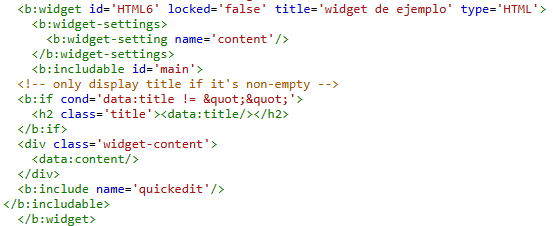 <b:widget id='HTML6' locked='false' title='widget de ejemplo' type='HTML'>
<b:widget-settings>
<b:widget-setting name='content'/>
</b:widget-settings>
<b:includable id='main'>
<!-- only display title if it's non-empty -->
<b:if cond='data:title != &quot;&quot;'>
<h2 class='title'><data:title/></h2>
</b:if>
<div class='widget-content'>
<data:content/>
</div>
<b:include name='quickedit'/>
</b:includable>
</b:widget>